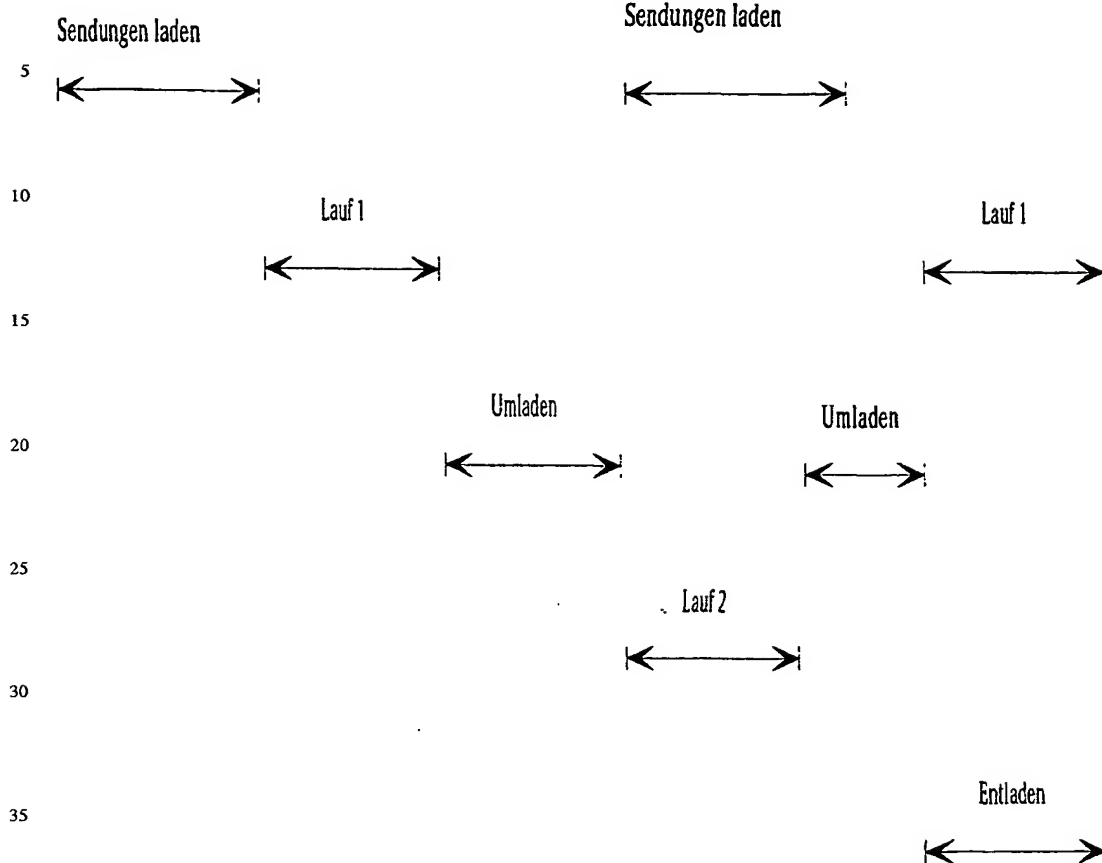 Sendungen laden
Sendungen laden
5
10
Lauf 1
Lauf 1
15
Umladen
Umladen
20
25
Lauf 2
30
Entladen
35